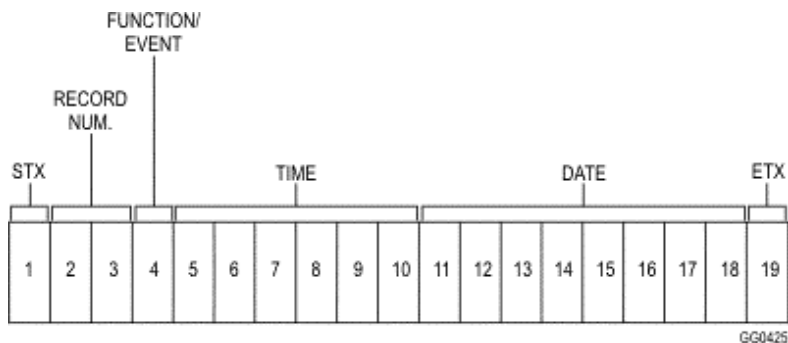 FUNCTION/
EVENT
RECORD
NUM.
STX
TIME
DATE
ETX
1 2 3 4 5 6 7 8 9 10 11 12 13 14 15 16 17 18 19
GG0425